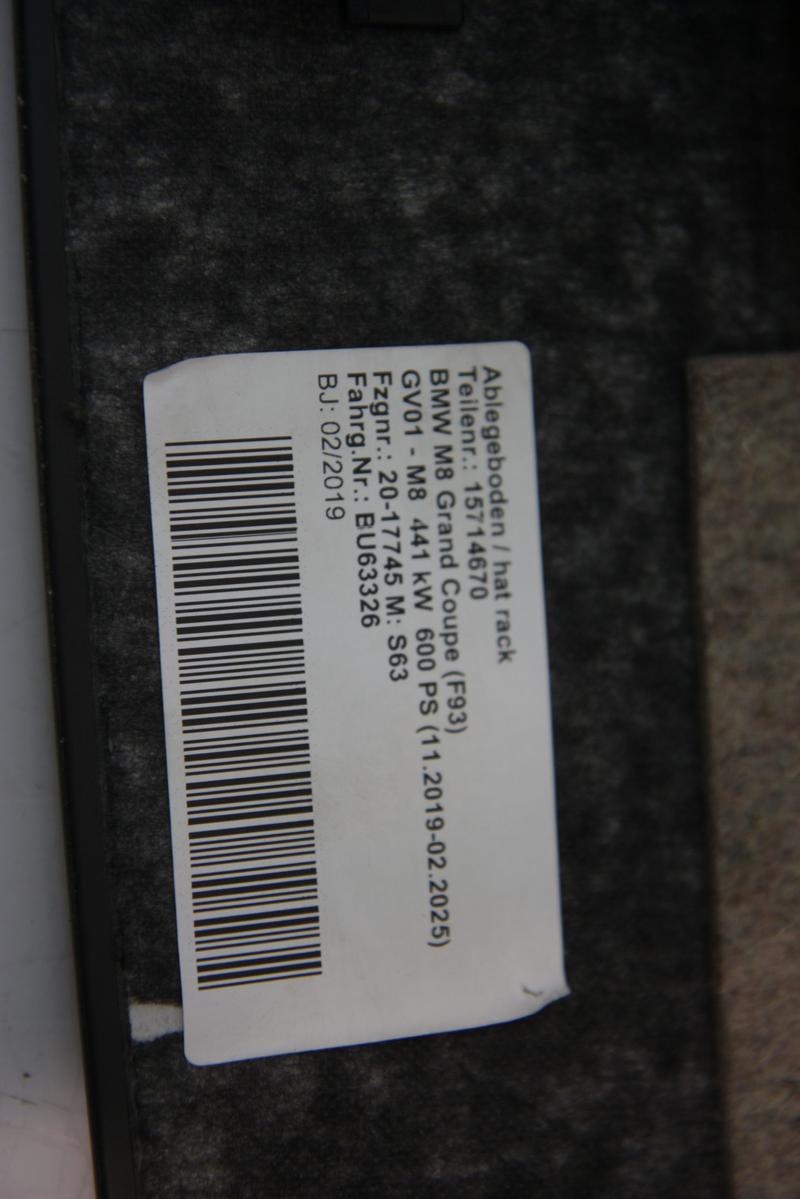 Ablegeboden / hat rack
Teilenr.: 15714670
BMW M8 Grand Coupe (F93)
GV01 - M8 441 kW 600 PS (11.2019-02.2025)
Fzgnr.: 20-17745 M: S63
Fahrg.Nr.: BU63326
BJ: 02/2019